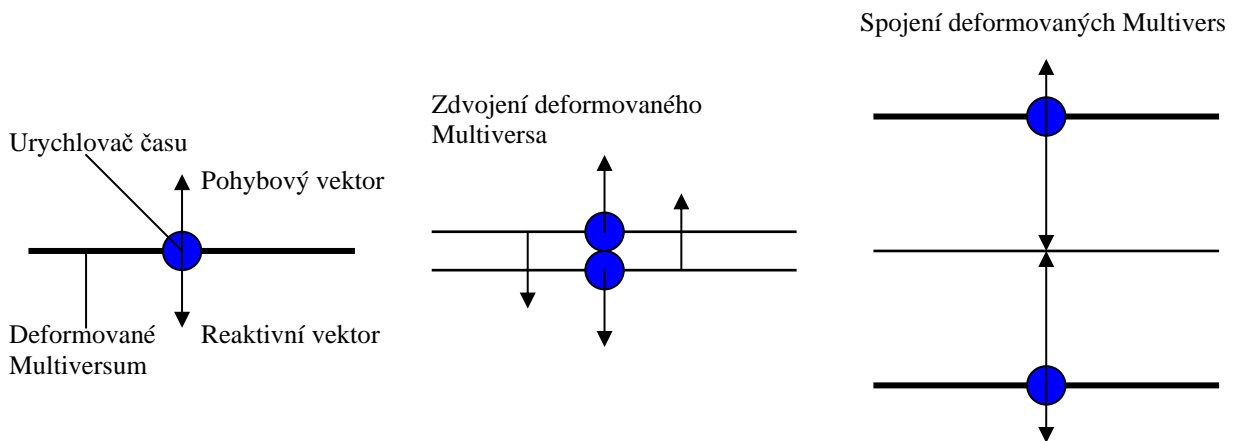 Urychlovač času
Pohybový vektor
Deformované
Multiversum
Reaktivní vektor
Zdvojení deformovaného
Multiversa
Spojení deformovaných Multivers